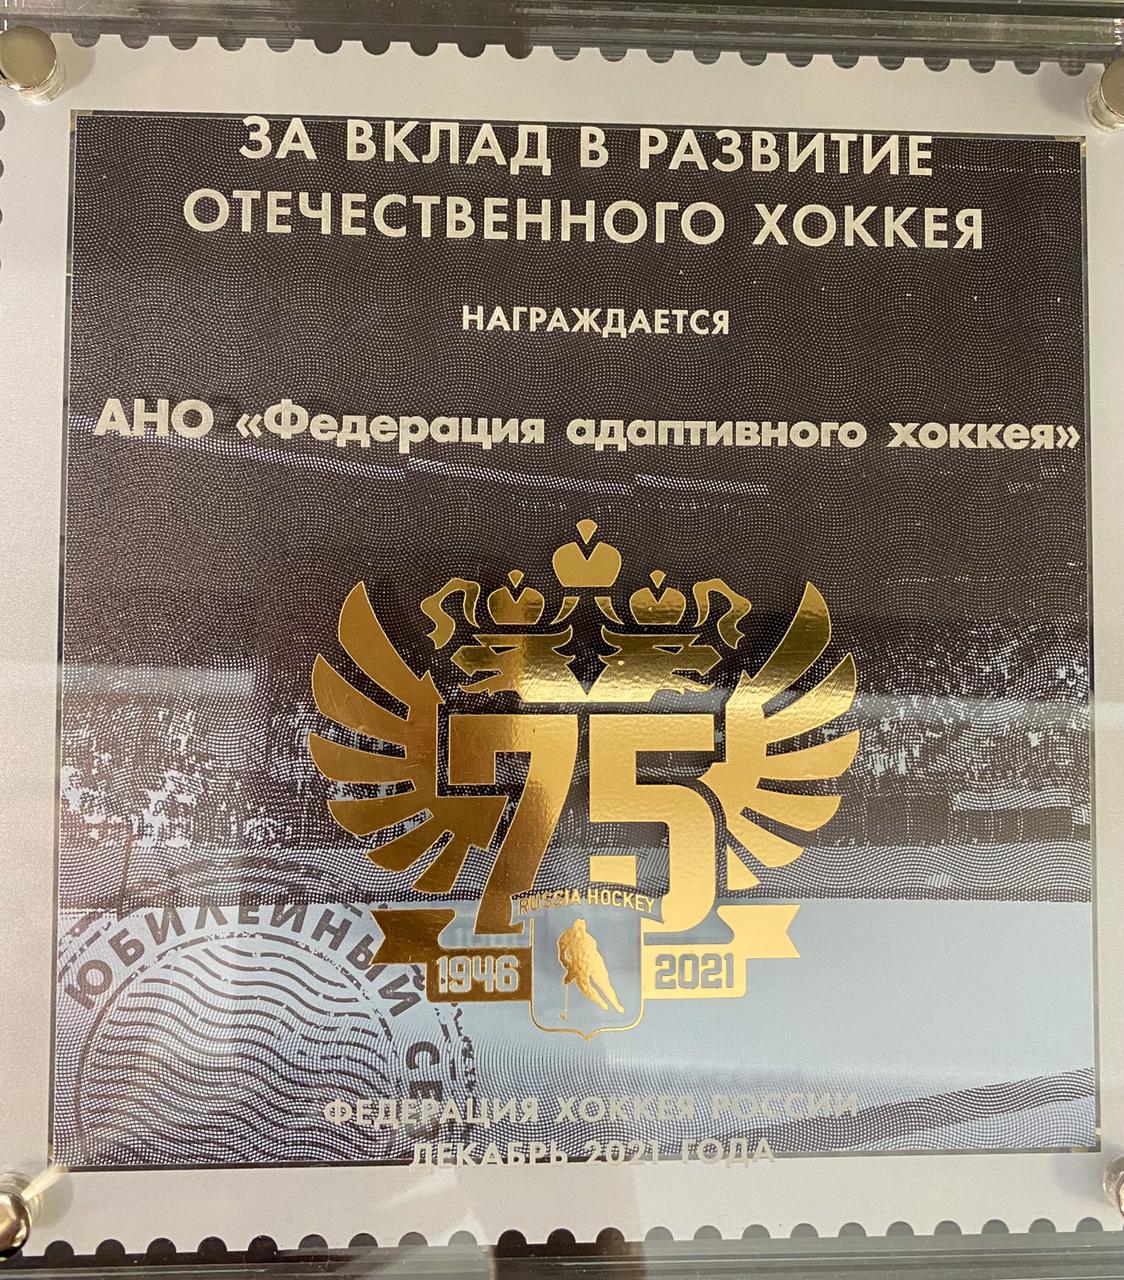 ЗА ВКЛАД В РАЗВИТИЕ
ОТЕЧЕСТВЕННОГО ХОККЕЯ
НАГРАЖДАЕТСЯ
АНО «Федерация адаптивного хоккея»
75
RUSSIA HOCKEY
1946 2021
ЮБИЛЕЙНЫЙ
ФЕДЕРАЦИЯ ХОККЕЯ РОССИИ
ДЕКАБРЬ 2021 ГОДА